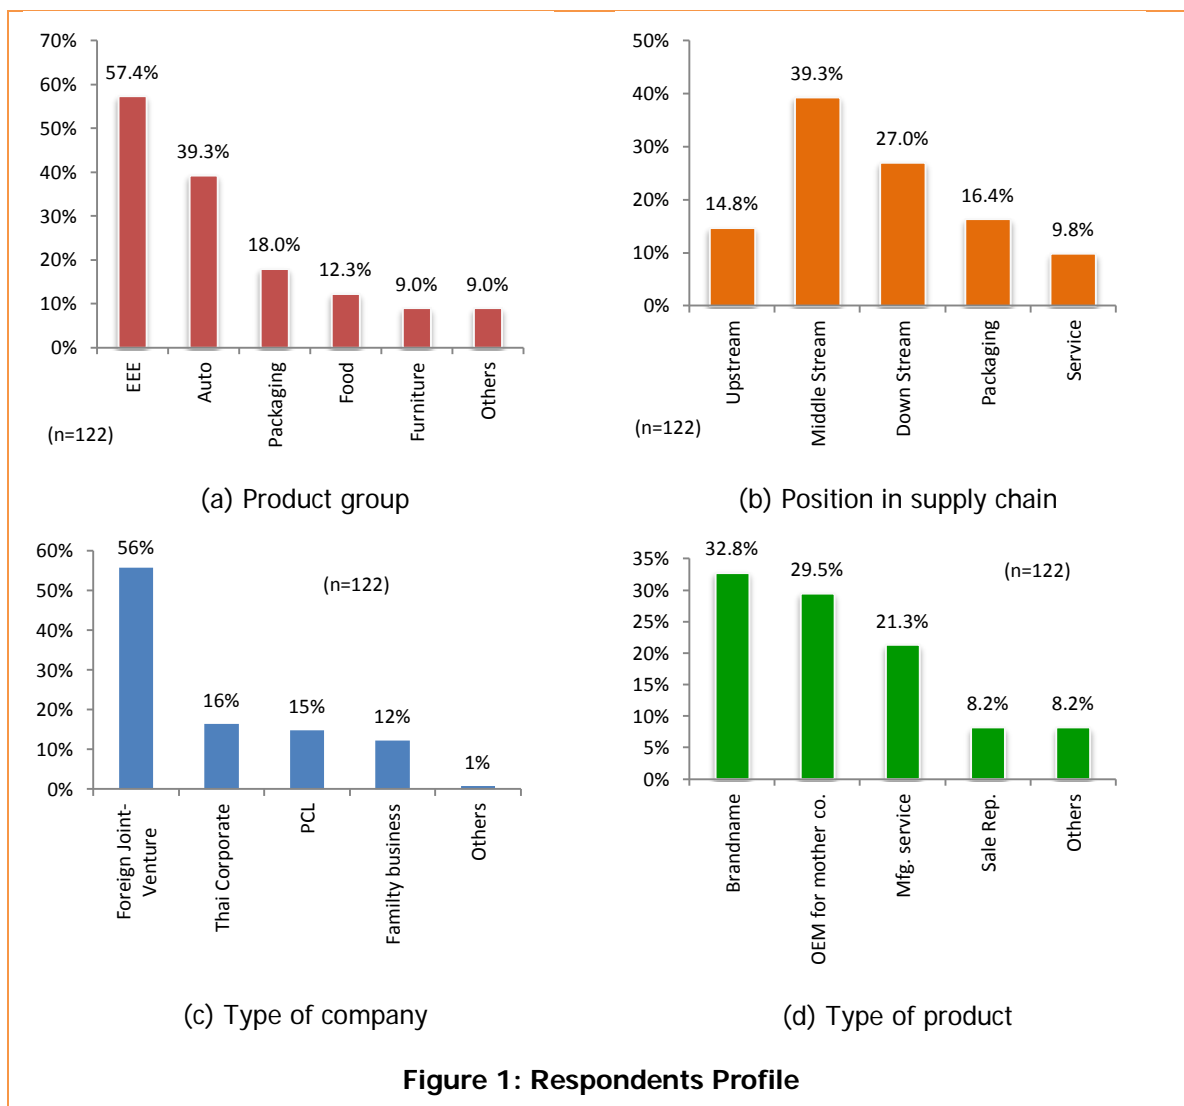 70%
60%
50%
40%
30%
20%
10%
0%
57.4%
39.3%
18.0%
12.3%
9.0%
9.0%
EEE
Auto
Packaging
Food
Furniture
Others
(n=122)
(a) Product group
50%
40%
30%
20%
10%
0%
14.8%
39.3%
27.0%
16.4%
9.8%
Upstream
Middle Stream
Down Stream
Packaging
Service
(n=122)
(b) Position in supply chain
60%
50%
40%
30%
20%
10%
0%
56%
16%
15%
12%
1%
(n=122)
Foreign Joint-
Venture
Thai Corporate
PCL
Familty business
Others
(c) Type of company
35%
30%
25%
20%
15%
10%
5%
0%
32.8%
29.5%
21.3%
8.2%
8.2%
(n=122)
Brandname
OEM for mother co.
Mfg. service
Sale Rep.
Others
(d) Type of product
Figure 1: Respondents Profile